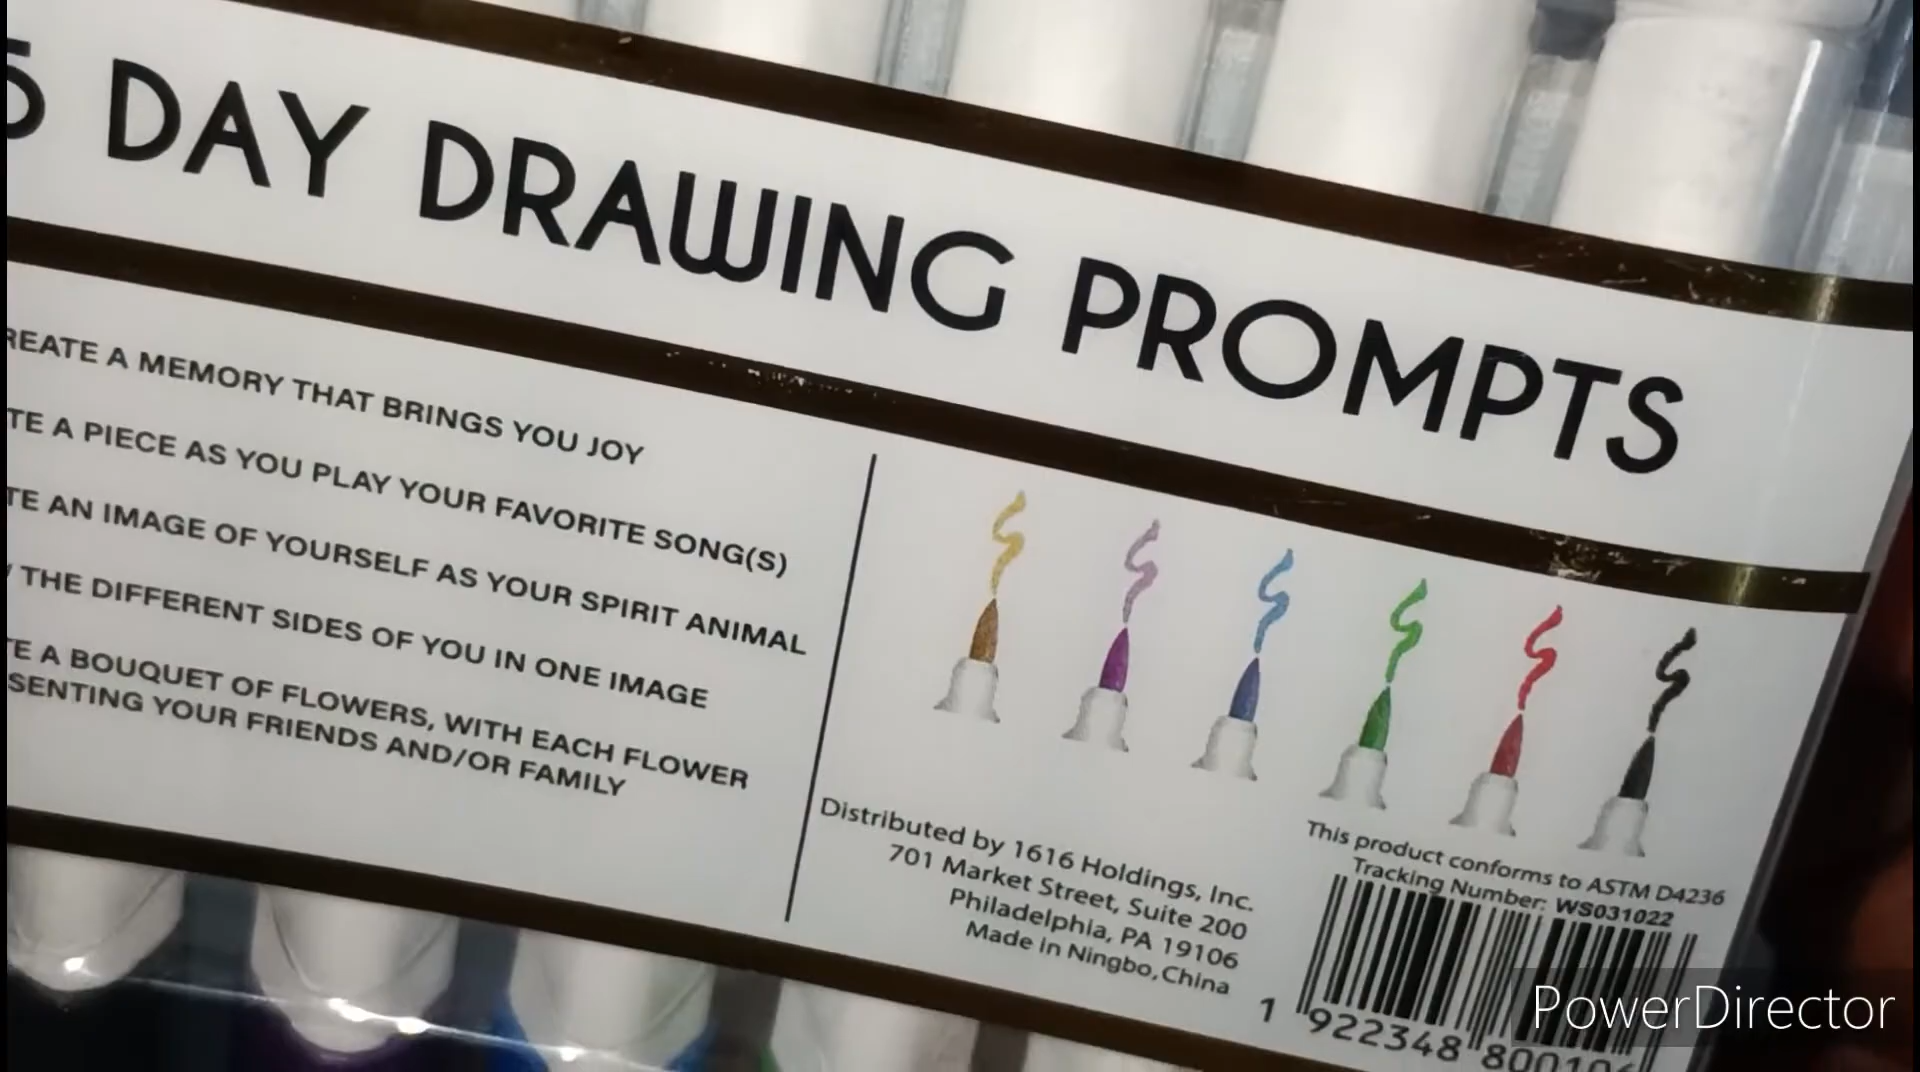 5 DAY DRAWING PROMPTS
REATE A MEMORY THAT BRINGS YOU JOY
TE A PIECE AS YOU PLAY YOUR FAVORITE SONG(S)
TE AN IMAGE OF YOURSELF AS YOUR SPIRIT ANIMAL
THE DIFFERENT SIDES OF YOU IN ONE IMAGE
TE A BOUQUET OF FLOWERS, WITH EACH FLOWER
SENTING YOUR FRIENDS AND/OR FAMILY
Distributed by 1616 Holdings, Inc.
701 Market Street, Suite 200
Philadelphia, PA 19106
Made in Ningbo, China
This product conforms to ASTM D4236
Tracking Number: WS031022
1 922348 80010
PowerDirector